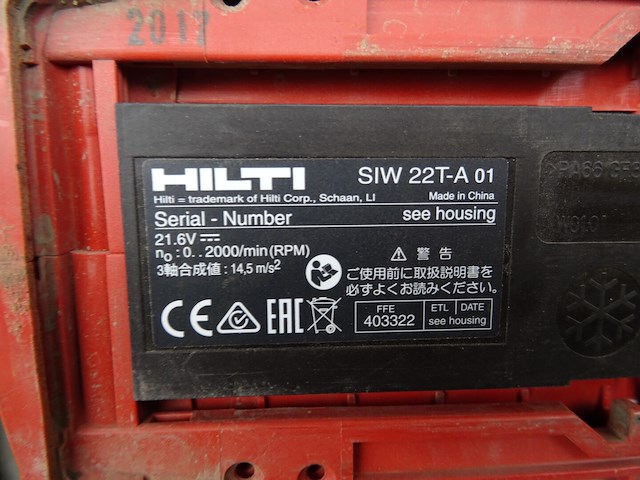 2017
HILTI SIW 22T-A 01
Hilti = trademark of Hilti Corp., Schaan, LI Made in China
Serial - Number see housing
21.6V
n₀ : 0. . 2000/min (RPM)
3軸合成値 : 14,5 m/s²
⚠ 警告
ご使用前に取扱説明書を
必ずよくお読みください。
CE EAC
FFE ETL DATE
403322 see housing